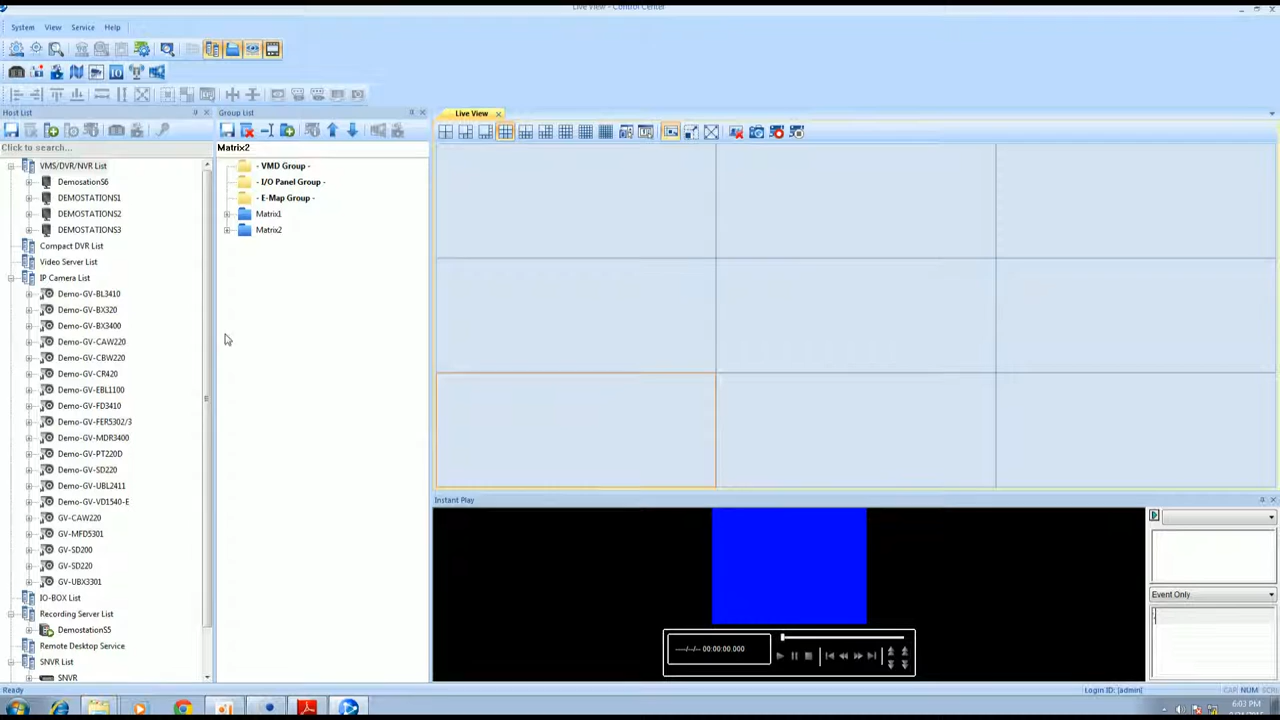 Live View - Control Center
System View Service Help
Host List
Group List
Live View
Click to search...
Matrix2
VMS/DVR/NVR List
DemosationS6
DEMOSTATIONS1
DEMOSTATIONS2
DEMOSTATIONS3
Compact DVR List
Video Server List
IP Camera List
Demo-GV-BL3410
Demo-GV-BX320
Demo-GV-BX3400
Demo-GV-CAW220
Demo-GV-CBW220
Demo-GV-CR420
Demo-GV-EBL1100
Demo-GV-FD3410
Demo-GV-FER5302/3
Demo-GV-MDR3400
Demo-GV-PT220D
Demo-GV-SD220
Demo-GV-UBL2411
Demo-GV-VD1540-E
GV-CAW220
GV-MFD5301
GV-SD200
GV-SD220
GV-UBX3301
IO-BOX List
Recording Server List
DemostationS5
Remote Desktop Service
SNVR List
SNVR
- VMD Group -
- I/O Panel Group -
- E-Map Group -
Matrix1
Matrix2
Instant Play
----/--/-- 00:00:00.000
Event Only
Ready
Login ID: [admin]
CAP NUM SCRL
6:03 PM